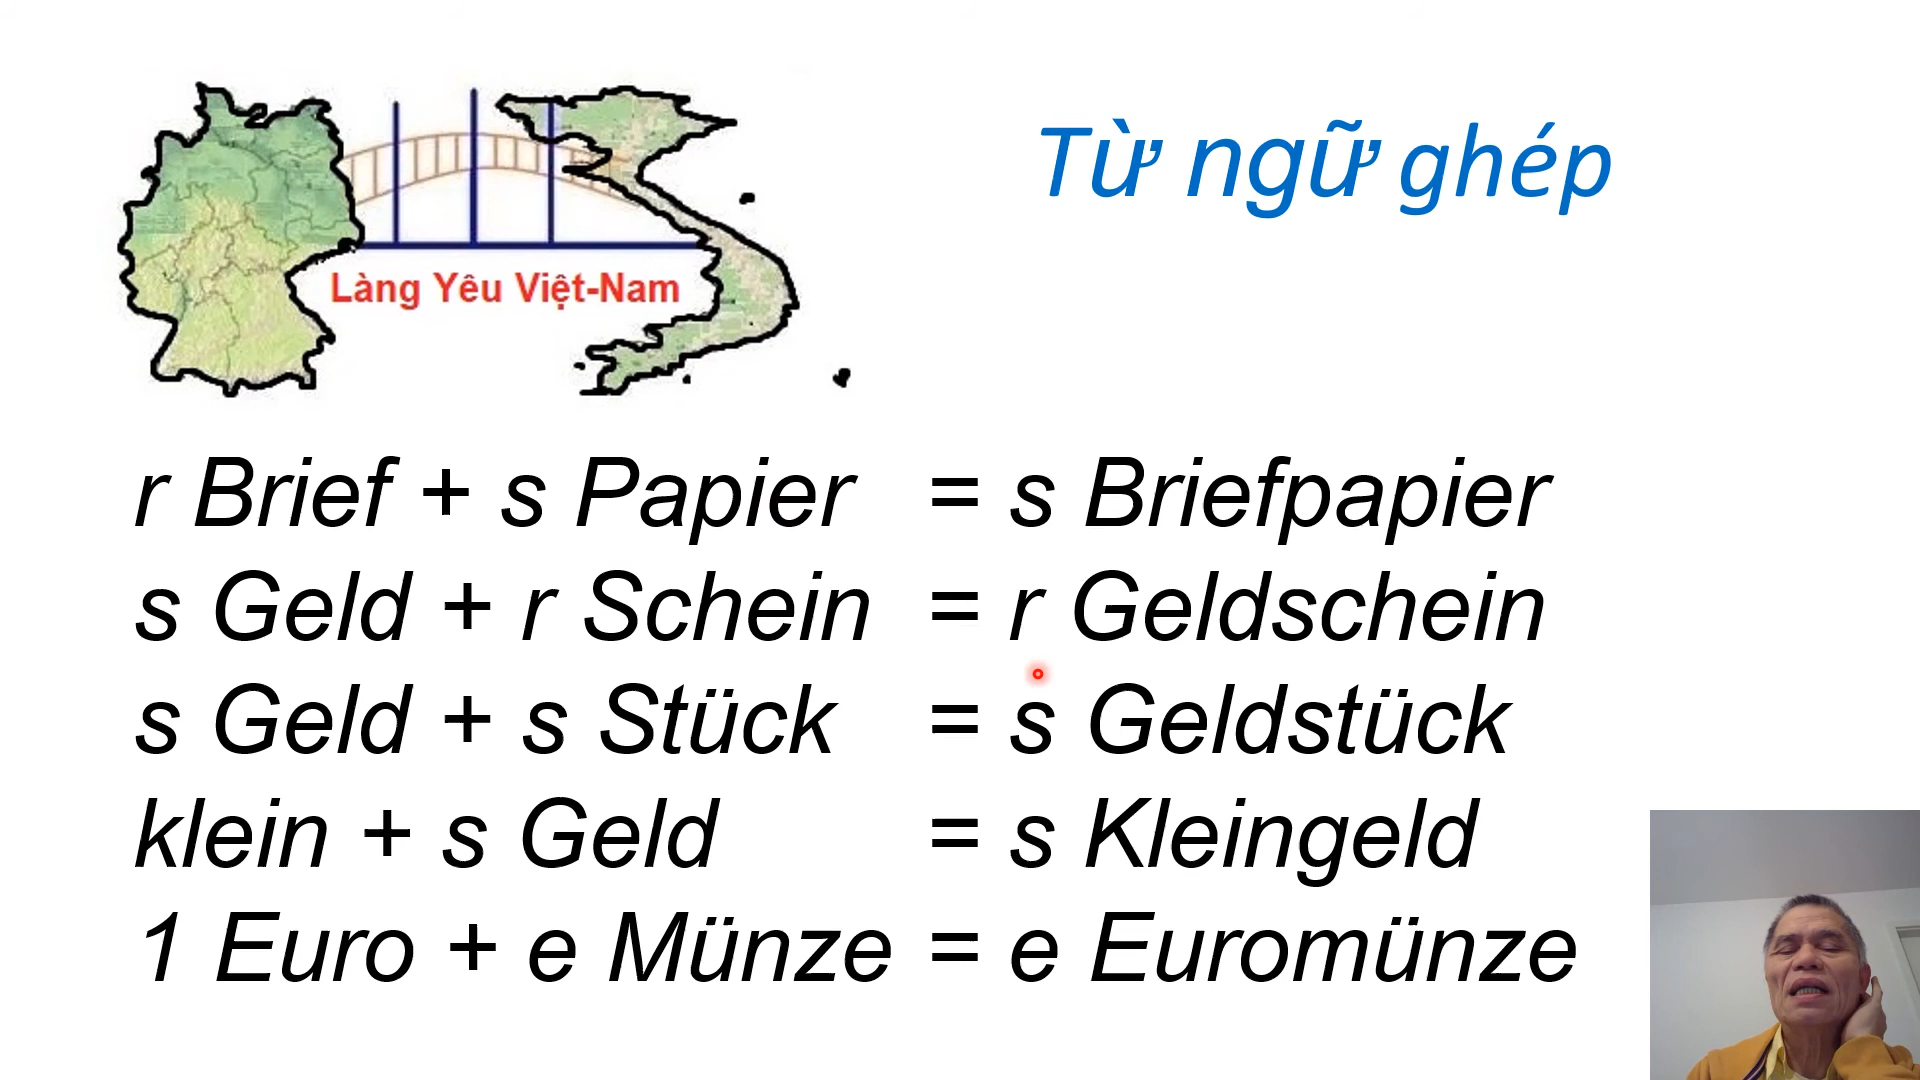 Làng Yêu Việt-Nam
Từ ngữ ghép
r Brief + s Papier = s Briefpapier
s Geld + r Schein = r Geldschein
s Geld + s Stück = s Geldstück
klein + s Geld = s Kleingeld
1 Euro + e Münze = e Euromünze